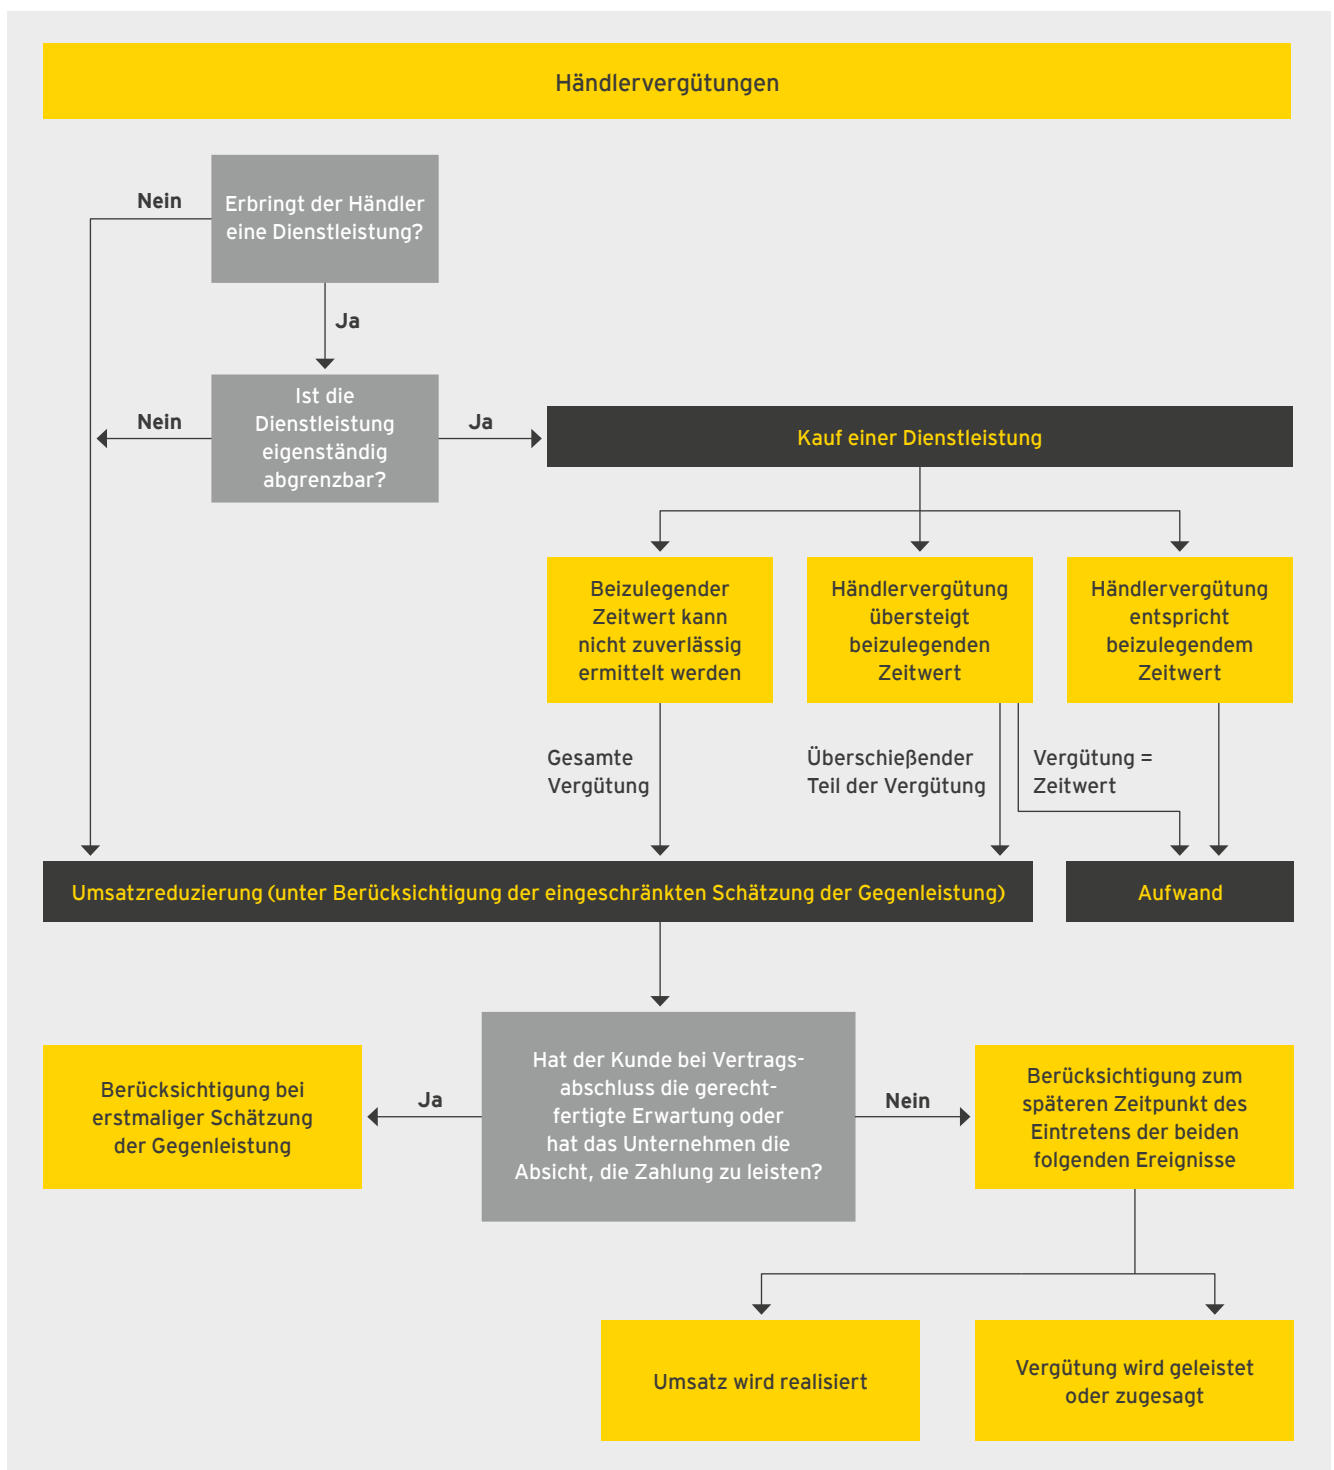 Händlervergütungen
Nein
Erbringt der Händler
eine Dienstleistung?
Ja
Nein
Ist die
Dienstleistung
eigenständig
abgrenzbar?
Ja
Kauf einer Dienstleistung
Beizulegender
Zeitwert kann
nicht zuverlässig
ermittelt werden
Händlervergütung
übersteigt
beizulegenden
Zeitwert
Händlervergütung
entspricht
beizulegendem
Zeitwert
Gesamte
Vergütung
Überschießender
Teil der Vergütung
Vergütung =
Zeitwert
Umsatzreduzierung (unter Berücksichtigung der eingeschränkten Schätzung der Gegenleistung)
Aufwand
Berücksichtigung bei
erstmaliger Schätzung
der Gegenleistung
Ja
Hat der Kunde bei Vertrags-
abschluss die gerecht-
fertigte Erwartung oder
hat das Unternehmen die
Absicht, die Zahlung zu leisten?
Nein
Berücksichtigung zum
späteren Zeitpunkt des
Eintretens der beiden
folgenden Ereignisse
Umsatz wird realisiert
Vergütung wird geleistet
oder zugesagt